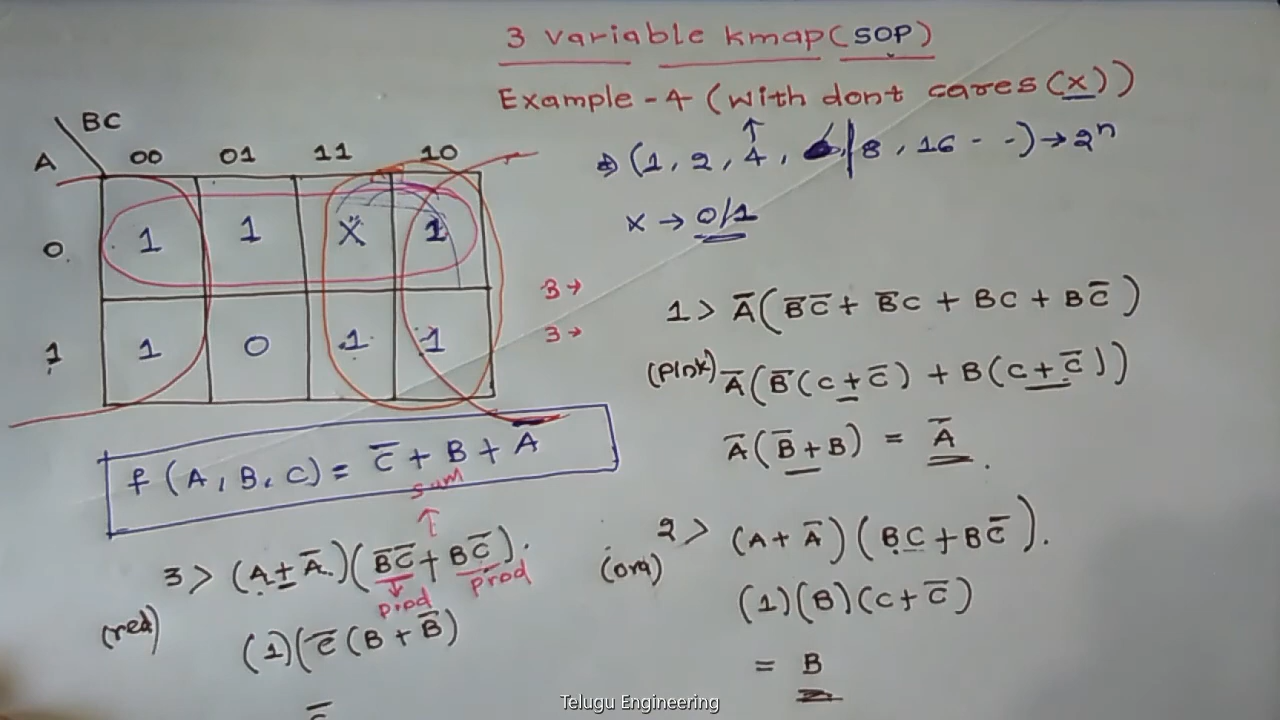 3 variable kmap(SOP)
Example-4 (with dont cares (x))
(1, 2, 4, 8, 16 - -) → 2ⁿ
x → 0/1
A \ BC
00 01 11 10
0 1 1 X 1
1 1 0 1 1
3 →
3 →
f(A, B, C) = C̅ + B + A̅
sum
1> A̅(B̅C̅ + B̅C + BC + BC̅)
(Pink) A̅(B̅(C+C̅) + B(C+C̅))
A̅(B̅+B) = A̅.
2> (A+A̅)(BC+BC̅).
(ora) (1)(B)(C+C̅)
= B
3> (A+A̅)(B̅C̅+BC̅).
prod prod
(red) (1)(C̅(B+B̅)
Telugu Engineering